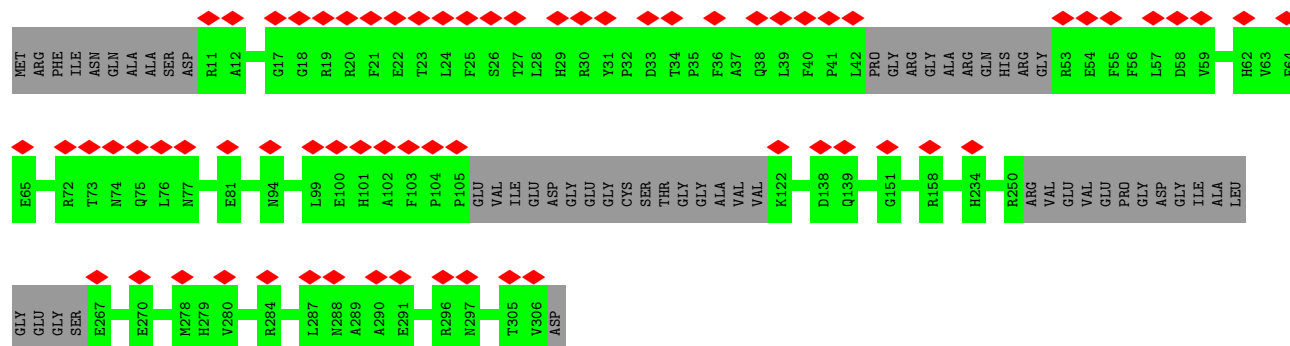 MET ARG PHE ILE ASN GLN ALA ALA SER ASP R11 A12 G17 G18 R19 R20 F21 E22 T23 L24 F25 S26 T27 L28 H29 R30 Y31 P32 D33 T34 P35 F36 A37 Q38 L39 F40 P41 L42 PRO GLY ARG GLY ALA ARG GLN HIS ARG GLY R53 E54 F55 F56 L57 D58 V59 H62 V63 F64
E65 R72 T73 N74 Q75 L76 N77 E81 N94 L99 E100 H101 A102 F103 P104 P105 GLU VAL ILE GLU ASP GLY GLU GLY CYS SER THR GLY GLY ALA VAL VAL K122 D138 Q139 G151 R158 H234 R250 ARG VAL GLU VAL GLU PRO GLY ASP GLY ILE ALA LEU
GLY GLU GLY SER E267 E270 M278 H279 V280 R284 L287 N288 A289 A290 E291 R296 N297 T305 V306 ASP